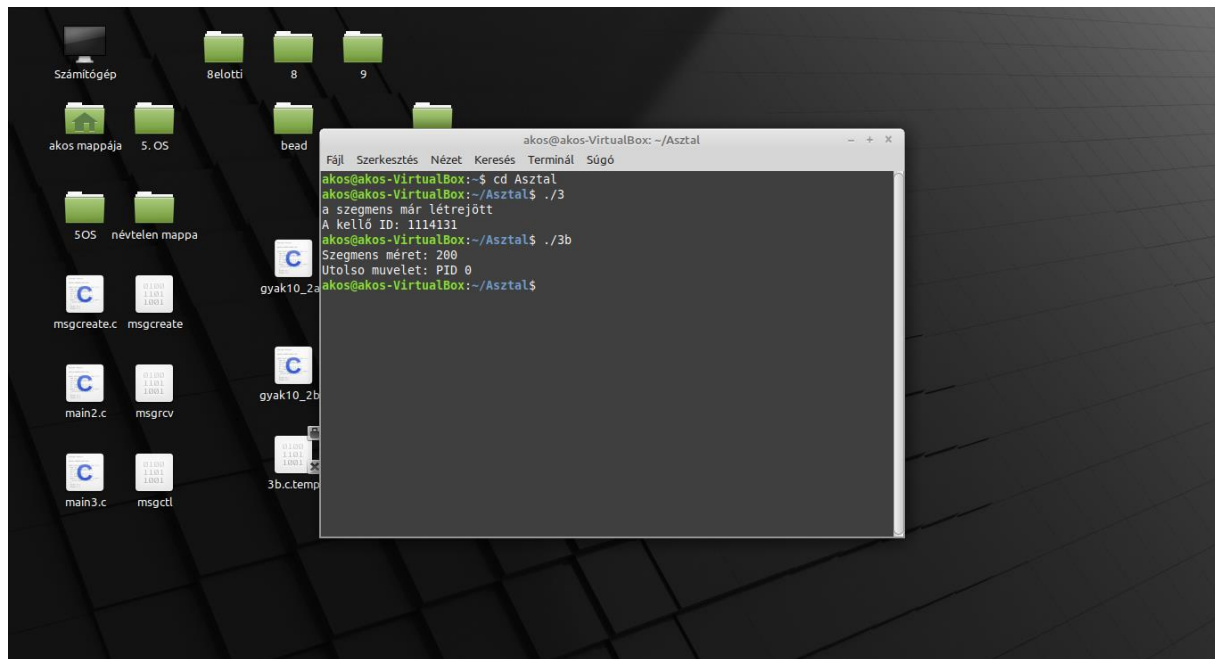 Számítógép
8elotti
8
9
akos mappája
5. OS
bead
5OS
névtelen mappa
gyak10_2a
msgcreate.c
msgcreate
main2.c
msgrcv
gyak10_2b
main3.c
msgctl
3b.c.temp
akos@akos-VirtualBox: ~/Asztal
Fájl Szerkesztés Nézet Keresés Terminál Súgó
akos@akos-VirtualBox:~$ cd Asztal
akos@akos-VirtualBox:~/Asztal$ ./3
a szegmens már létrejött
A kellő ID: 1114131
akos@akos-VirtualBox:~/Asztal$ ./3b
Szegmens méret: 200
Utolso muvelet: PID 0
akos@akos-VirtualBox:~/Asztal$